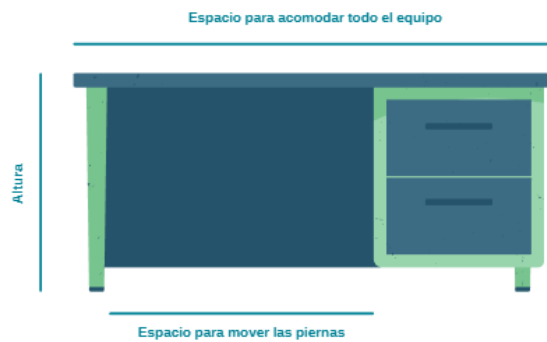 Espacio para acomodar todo el equipo
Altura
Espacio para mover las piernas